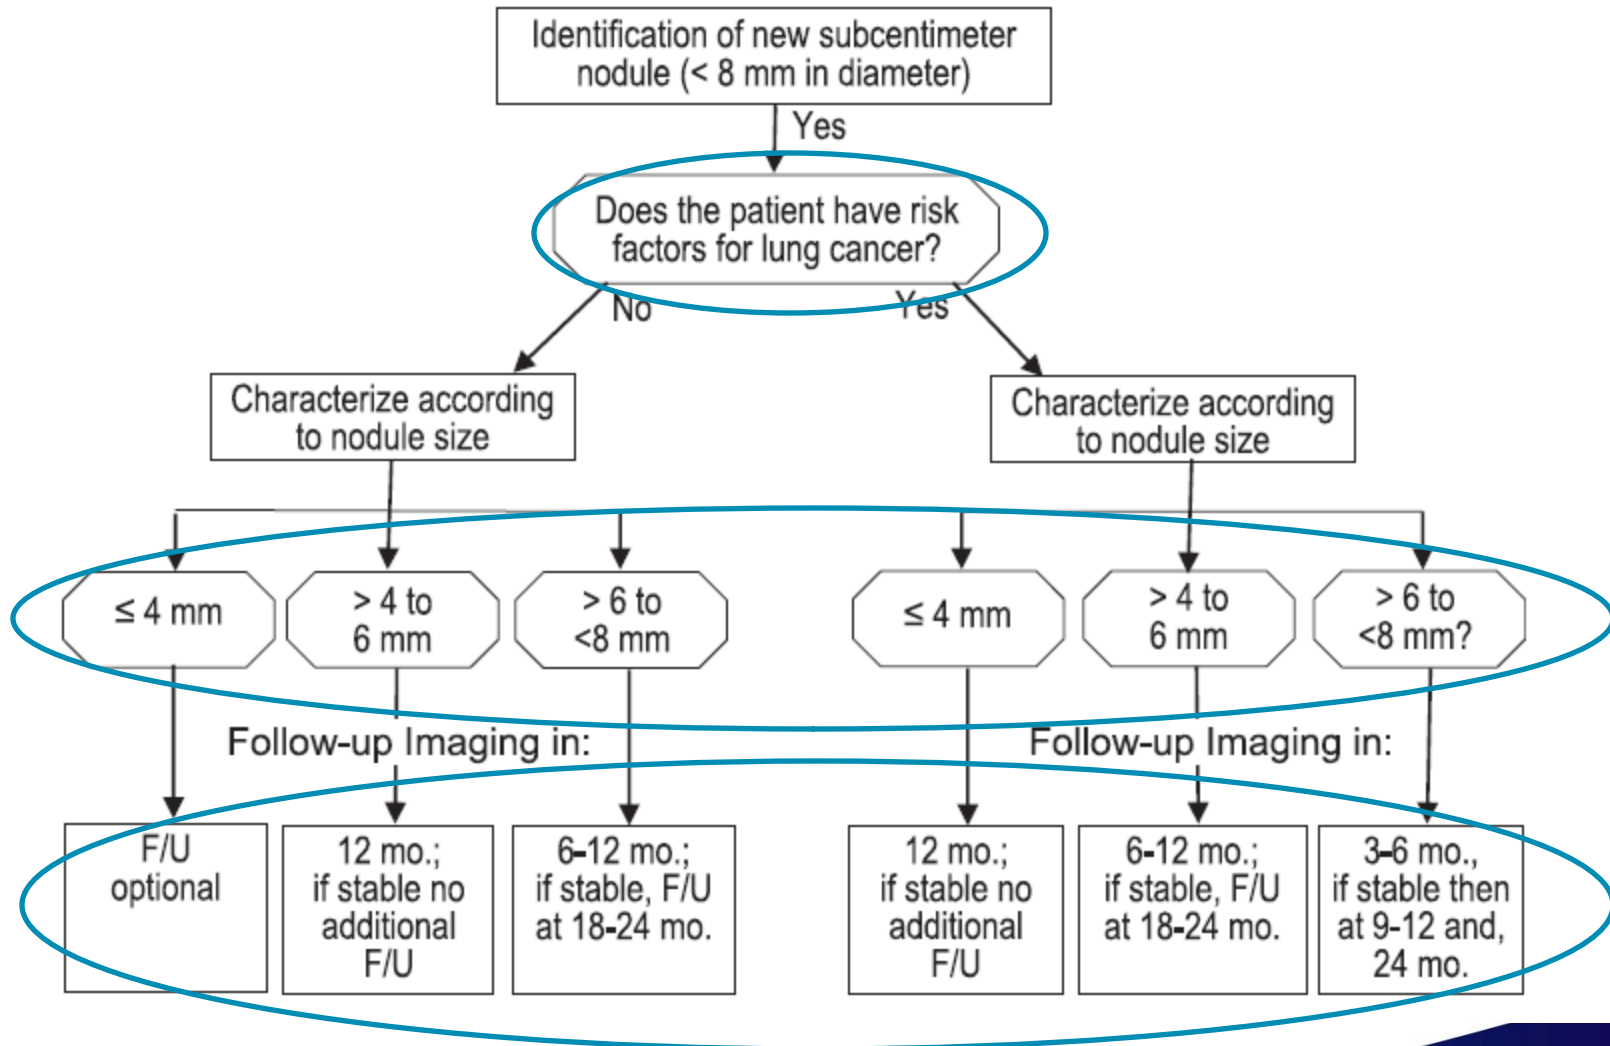 Identification of new subcentimeter
nodule (< 8 mm in diameter)
Yes
Does the patient have risk
factors for lung cancer?
No
Yes
Characterize according
to nodule size
Characterize according
to nodule size
≤ 4 mm
> 4 to
6 mm
> 6 to
<8 mm
≤ 4 mm
> 4 to
6 mm
> 6 to
<8 mm?
Follow-up Imaging in:
Follow-up Imaging in:
F/U
optional
12 mo.;
if stable no
additional
F/U
6-12 mo.;
if stable, F/U
at 18-24 mo.
12 mo.;
if stable no
additional
F/U
6-12 mo.;
if stable, F/U
at 18-24 mo.
3-6 mo.,
if stable then
at 9-12 and,
24 mo.